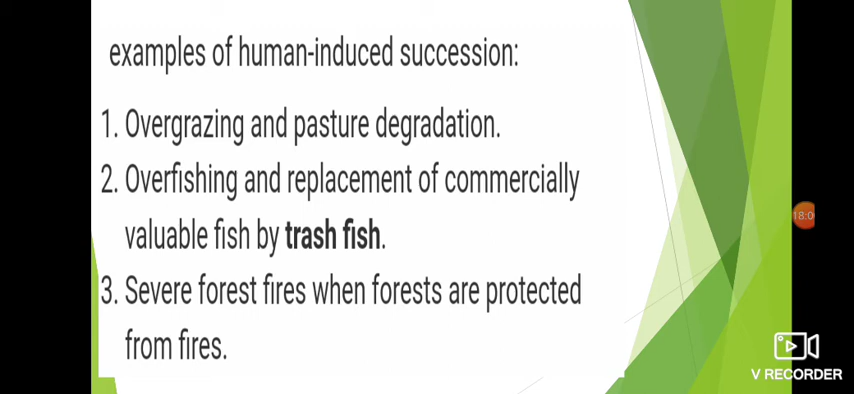 examples of human-induced succession:
1. Overgrazing and pasture degradation.
2. Overfishing and replacement of commercially
valuable fish by trash fish.
3. Severe forest fires when forests are protected
from fires.
V RECORDER